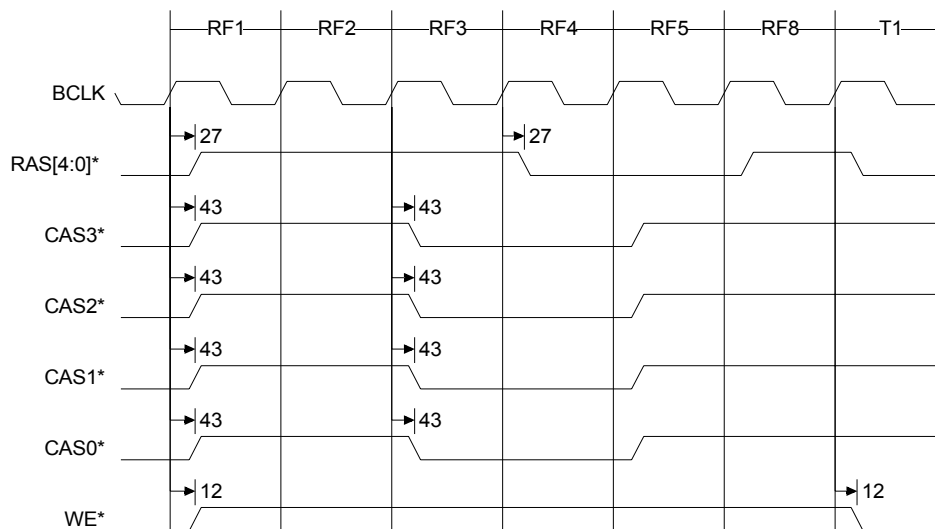 RF1 RF2 RF3 RF4 RF5 RF8 T1
BCLK
27 27
RAS[4:0]*
43 43
CAS3*
43 43
CAS2*
43 43
CAS1*
43 43
CAS0*
12 12
WE*